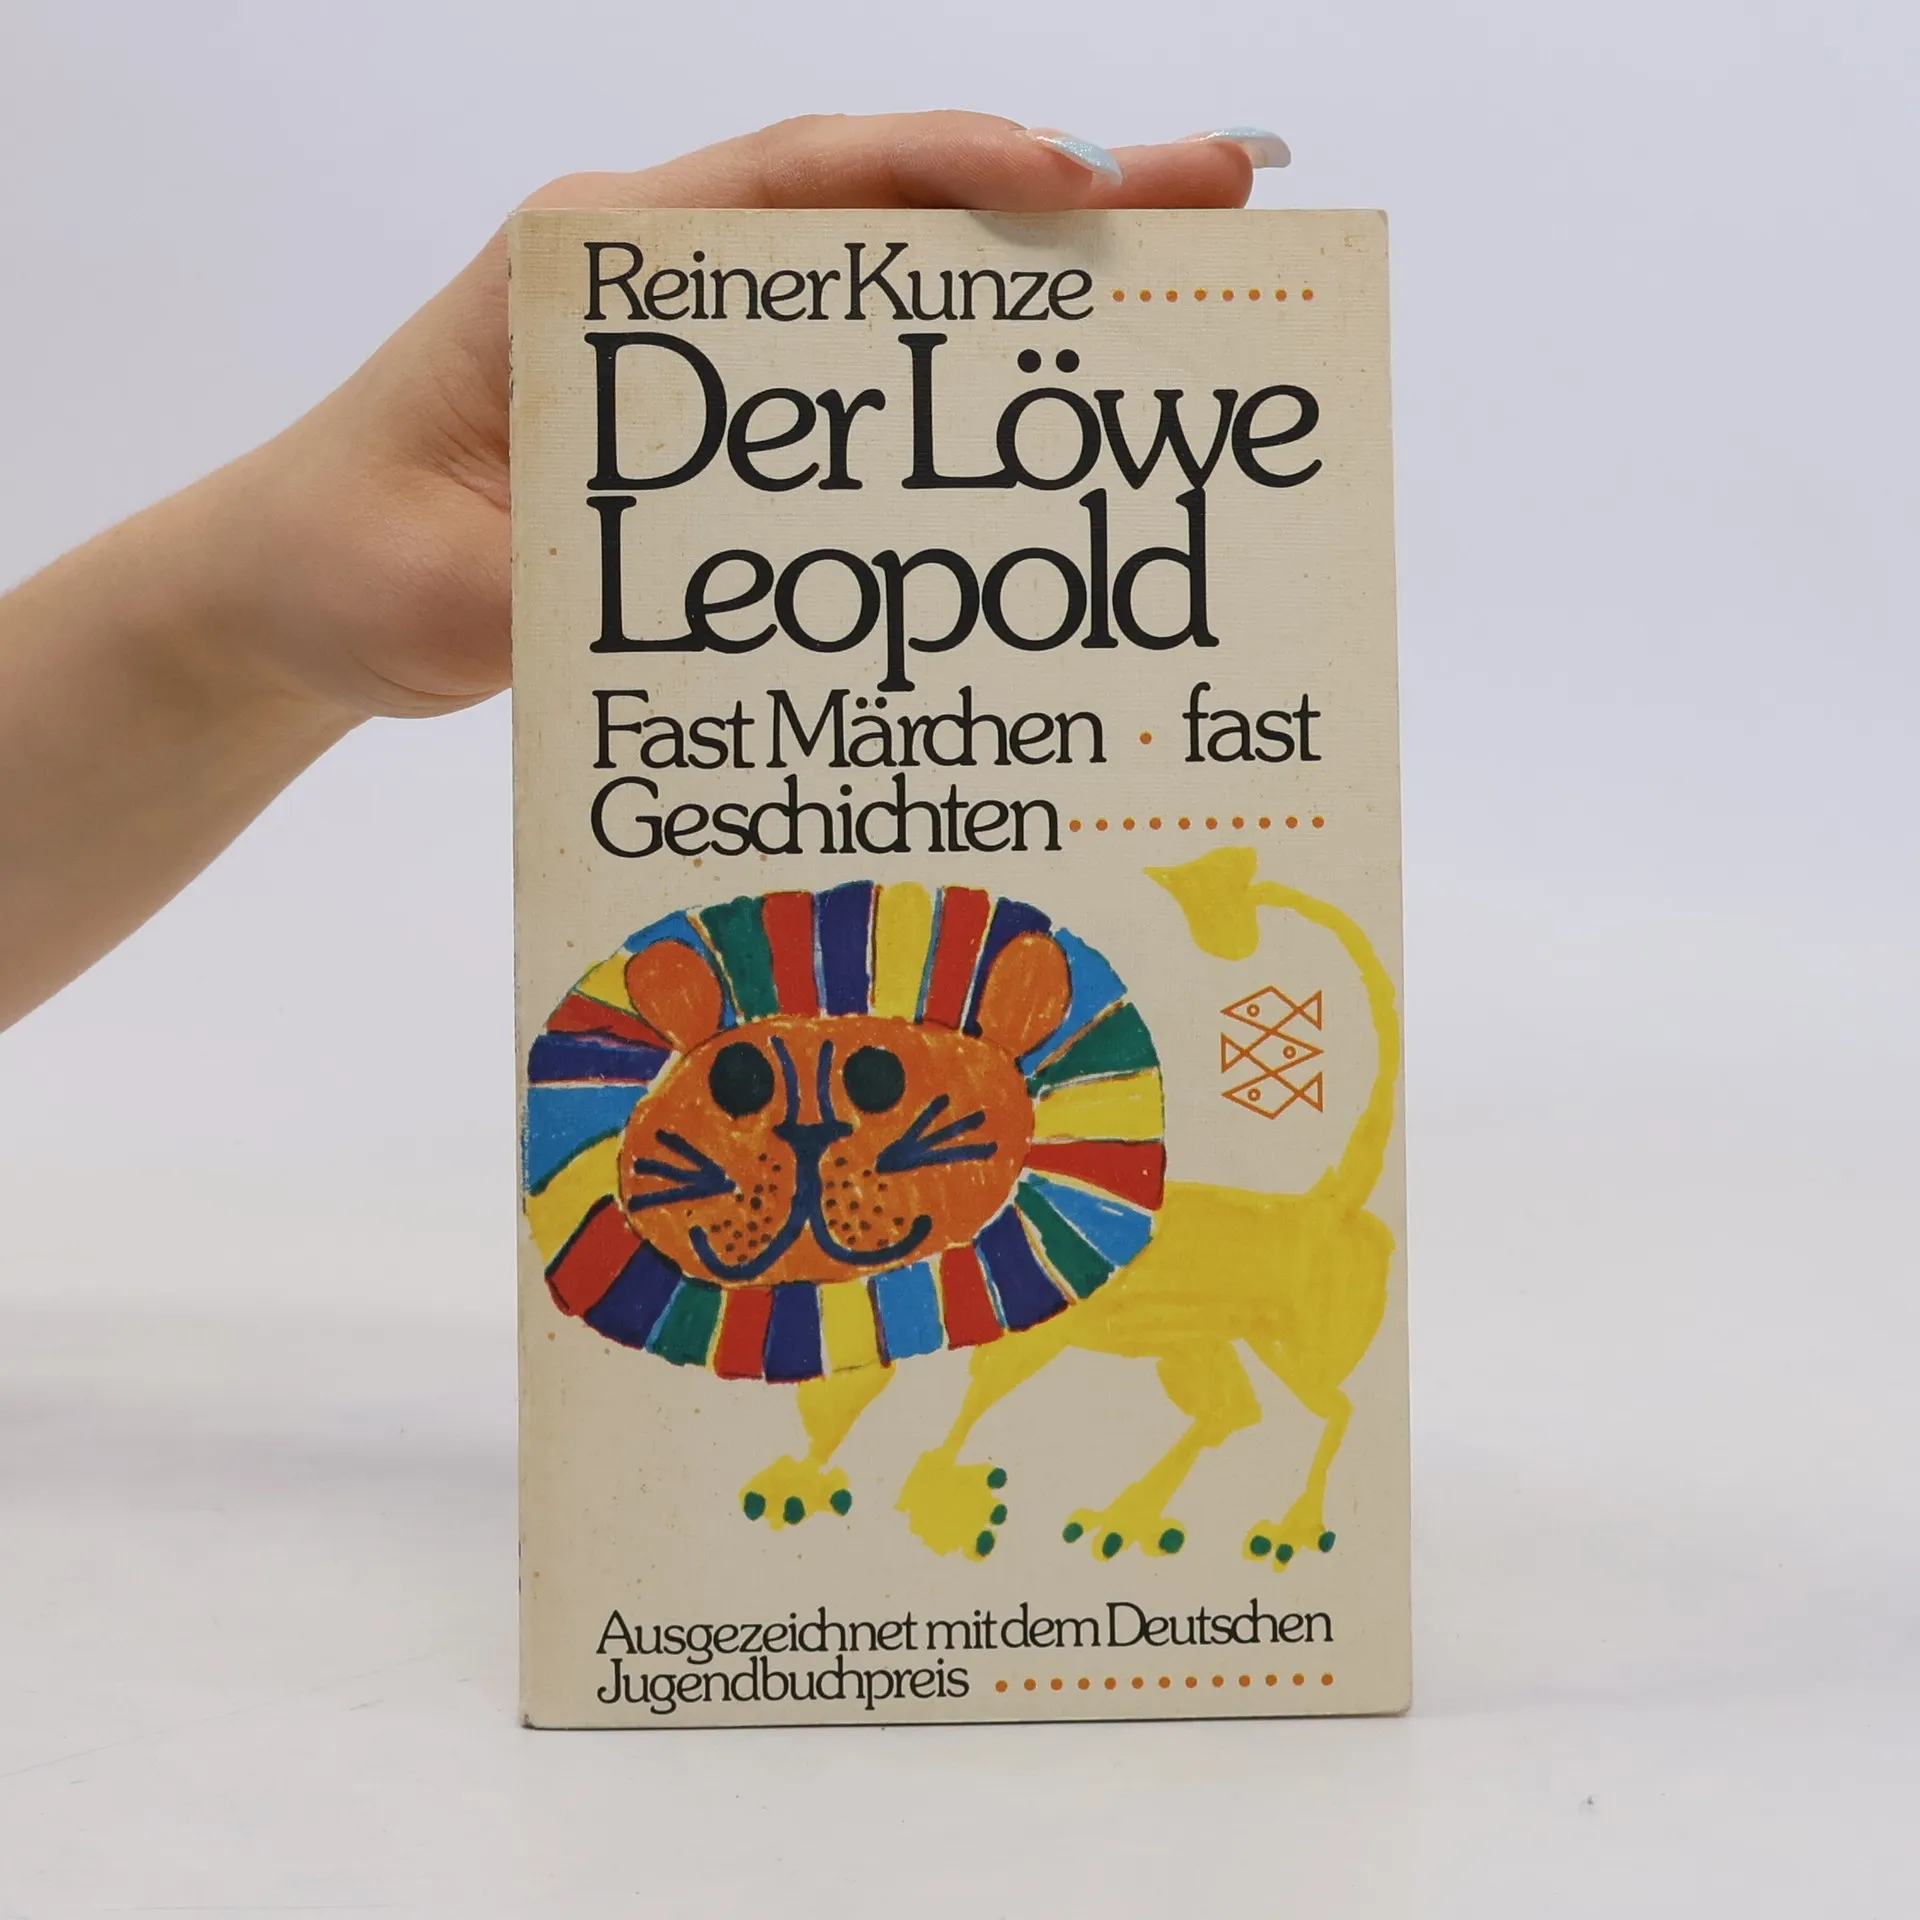 Reiner Kunze
Der Löwe
Leopold
Fast Märchen · fast
Geschichten
Ausgezeichnet mit dem Deutschen
Jugendbuchpreis